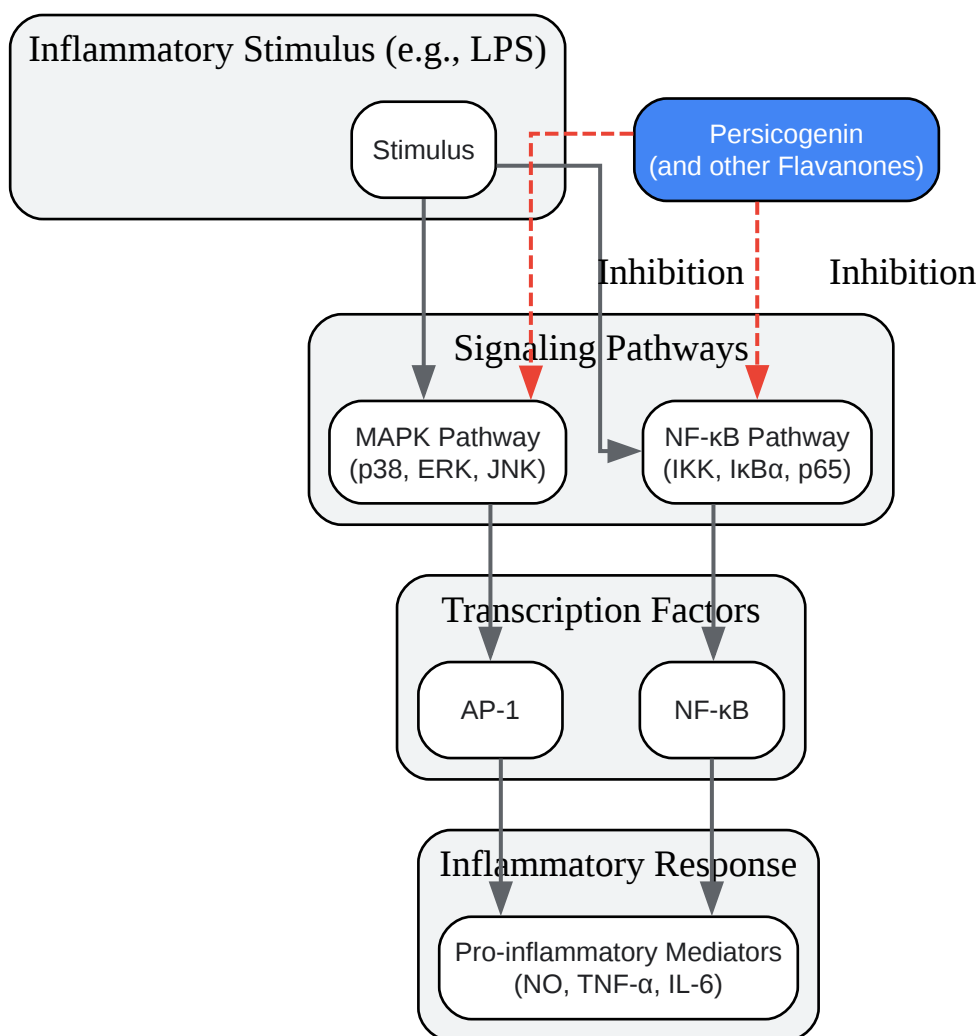 Inflammatory Stimulus (e.g., LPS)
Stimulus
Persicogenin
(and other Flavanones)
Inhibition
Inhibition
Signaling Pathways
MAPK Pathway
(p38, ERK, JNK)
NF-κB Pathway
(IKK, IκBα, p65)
Transcription Factors
AP-1
NF-κB
Inflammatory Response
Pro-inflammatory Mediators
(NO, TNF-α, IL-6)